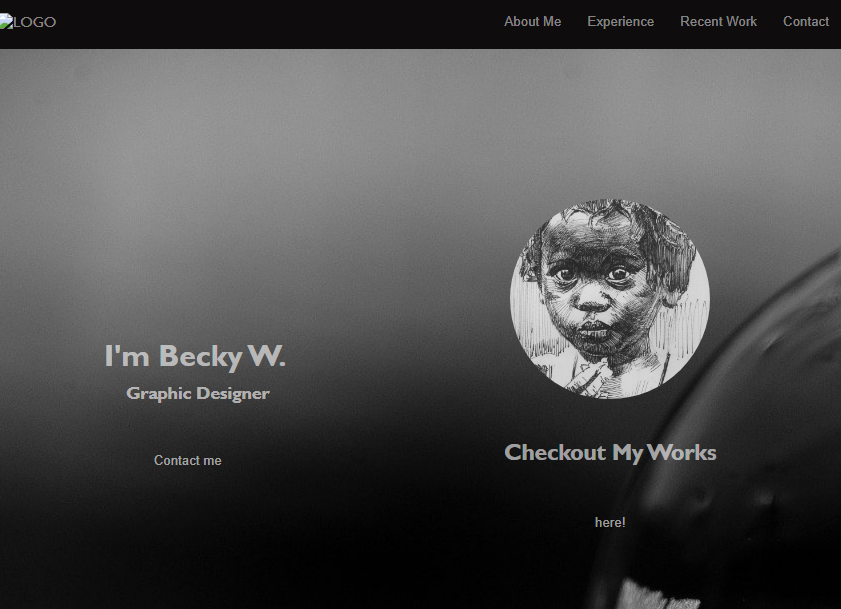 LOGO
About Me Experience Recent Work Contact
I'm Becky W.
Graphic Designer
Contact me
Checkout My Works
here!